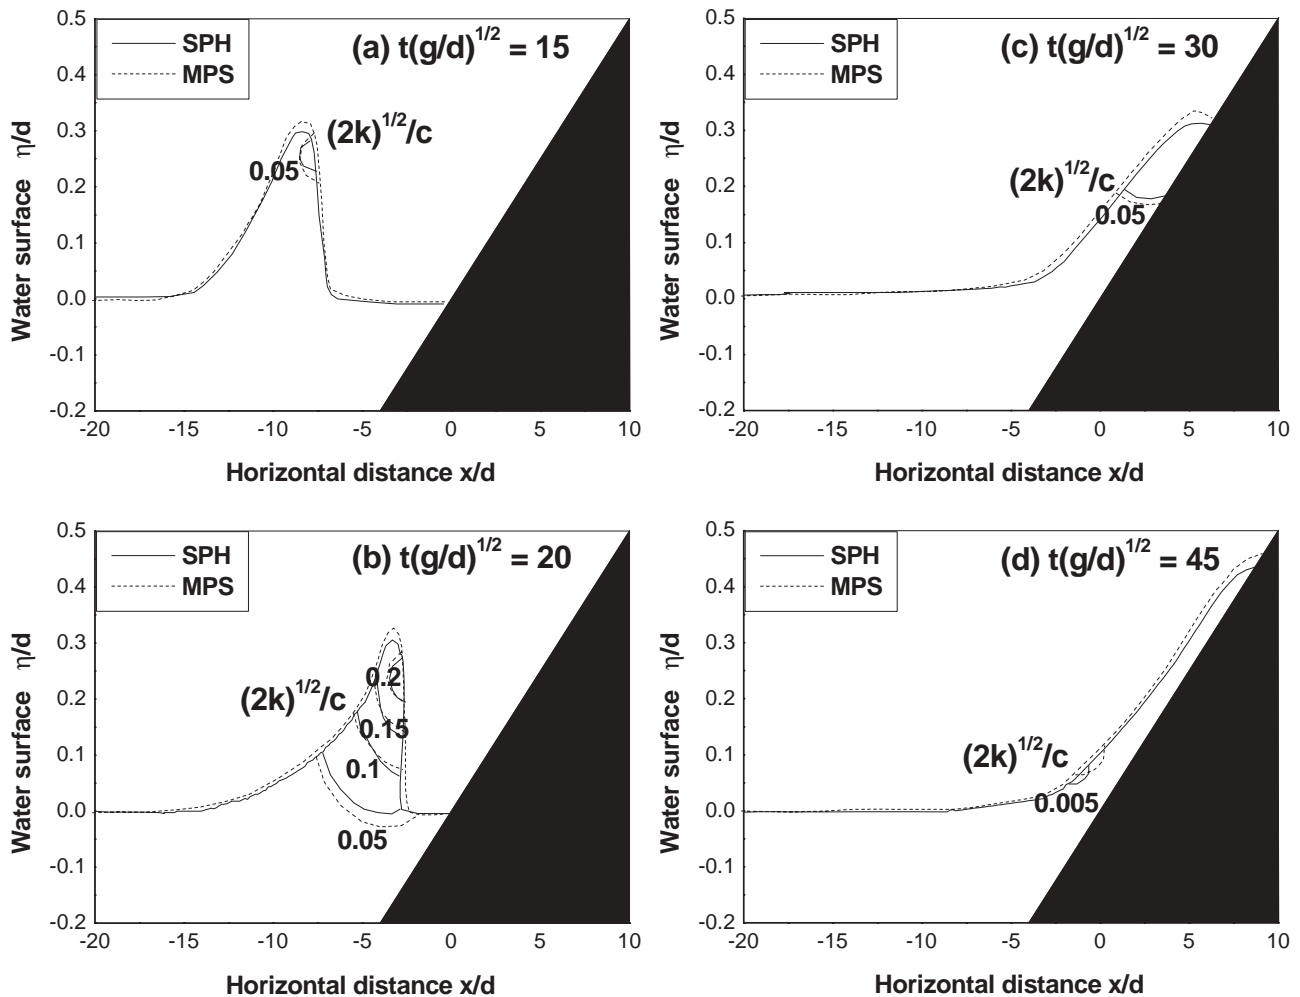 SPH
MPS
(a) t(g/d)^1/2 = 15
(2k)^1/2/c
0.05
0.5
0.4
0.3
0.2
0.1
0.0
-0.1
-0.2
Water surface η/d
-20 -15 -10 -5 0 5 10
Horizontal distance x/d
SPH
MPS
(c) t(g/d)^1/2 = 30
(2k)^1/2/c
0.05
0.5
0.4
0.3
0.2
0.1
0.0
-0.1
-0.2
Water surface η/d
-20 -15 -10 -5 0 5 10
Horizontal distance x/d
SPH
MPS
(b) t(g/d)^1/2 = 20
(2k)^1/2/c
0.2
0.15
0.1
0.05
0.5
0.4
0.3
0.2
0.1
0.0
-0.1
-0.2
Water surface η/d
-20 -15 -10 -5 0 5 10
Horizontal distance x/d
SPH
MPS
(d) t(g/d)^1/2 = 45
(2k)^1/2/c
0.005
0.5
0.4
0.3
0.2
0.1
0.0
-0.1
-0.2
Water surface η/d
-20 -15 -10 -5 0 5 10
Horizontal distance x/d